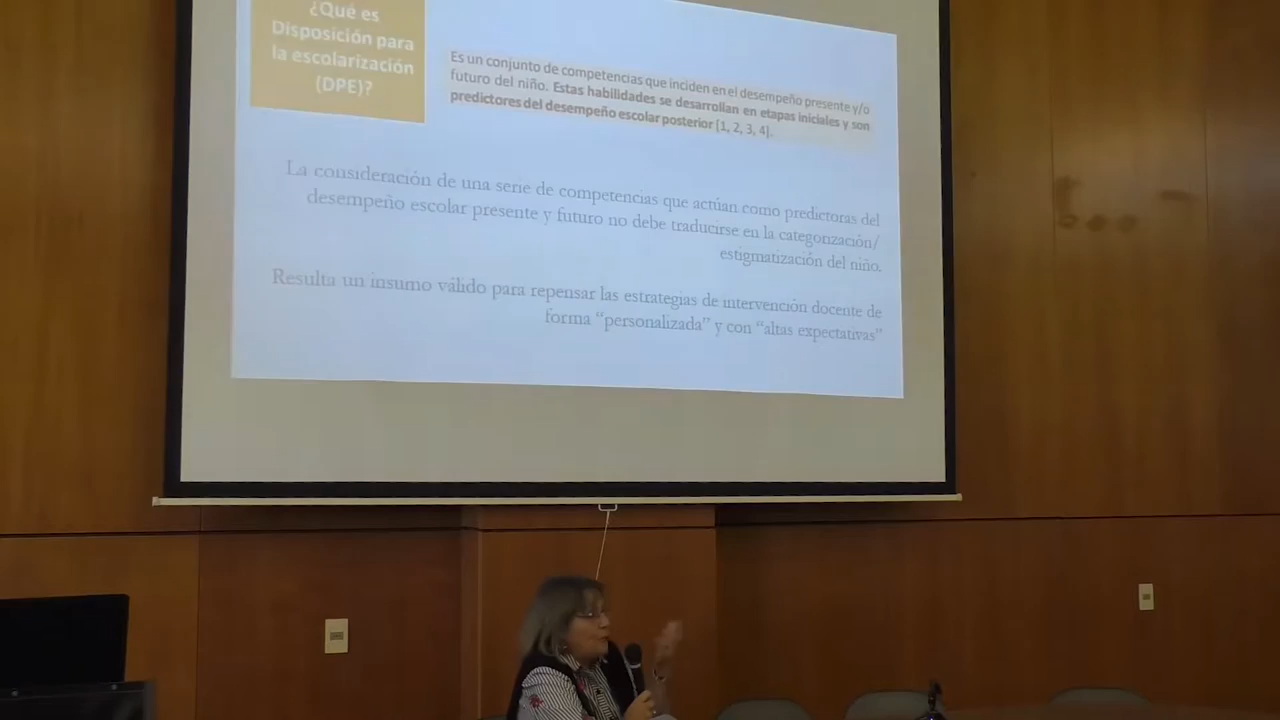 ¿Qué es
Disposición para
la escolarización
(DPE)?
Es un conjunto de competencias que inciden en el desempeño presente y/o
futuro del niño. Estas habilidades se desarrollan en etapas iniciales y son
predictores del desempeño escolar posterior [1, 2, 3, 4].
La consideración de una serie de competencias que actúan como predictoras del
desempeño escolar presente y futuro no debe traducirse en la categorización/
estigmatización del niño.
Resulta un insumo válido para repensar las estrategias de intervención docente de
forma “personalizada” y con “altas expectativas”